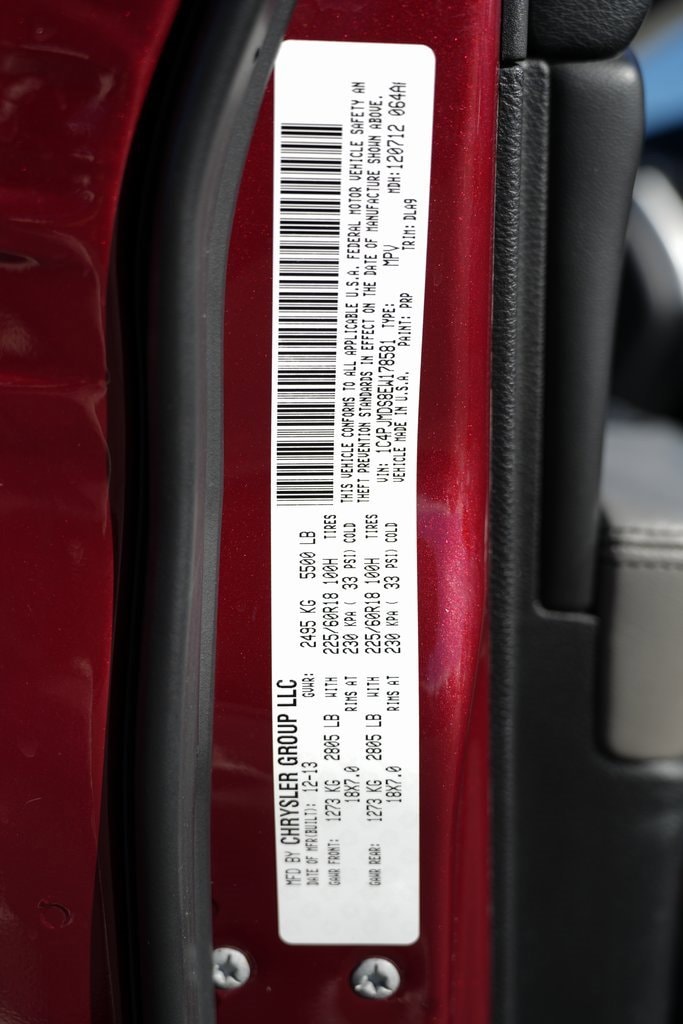 MFD BY CHRYSLER GROUP LLC
DATE OF MFR(BUILT): 12-13 GVWR: 2495 KG 5500 LB
GAWR FRONT: 1273 KG 2805 LB WITH 225/60R18 100H TIRES
18X7.0 RIMS AT 230 KPA ( 33 PSI) COLD
GAWR REAR: 1273 KG 2805 LB WITH 225/60R18 100H TIRES
18X7.0 RIMS AT 230 KPA ( 33 PSI) COLD
THIS VEHICLE CONFORMS TO ALL APPLICABLE U.S.A. FEDERAL MOTOR VEHICLE SAFETY AN
THEFT PREVENTION STANDARDS IN EFFECT ON THE DATE OF MANUFACTURE SHOWN ABOVE.
VIN: 1C4PJMDS8EW178581 TYPE: MPV MDH: 120712 064A
VEHICLE MADE IN U.S.A. PAINT: PRP TRIM: DLA9